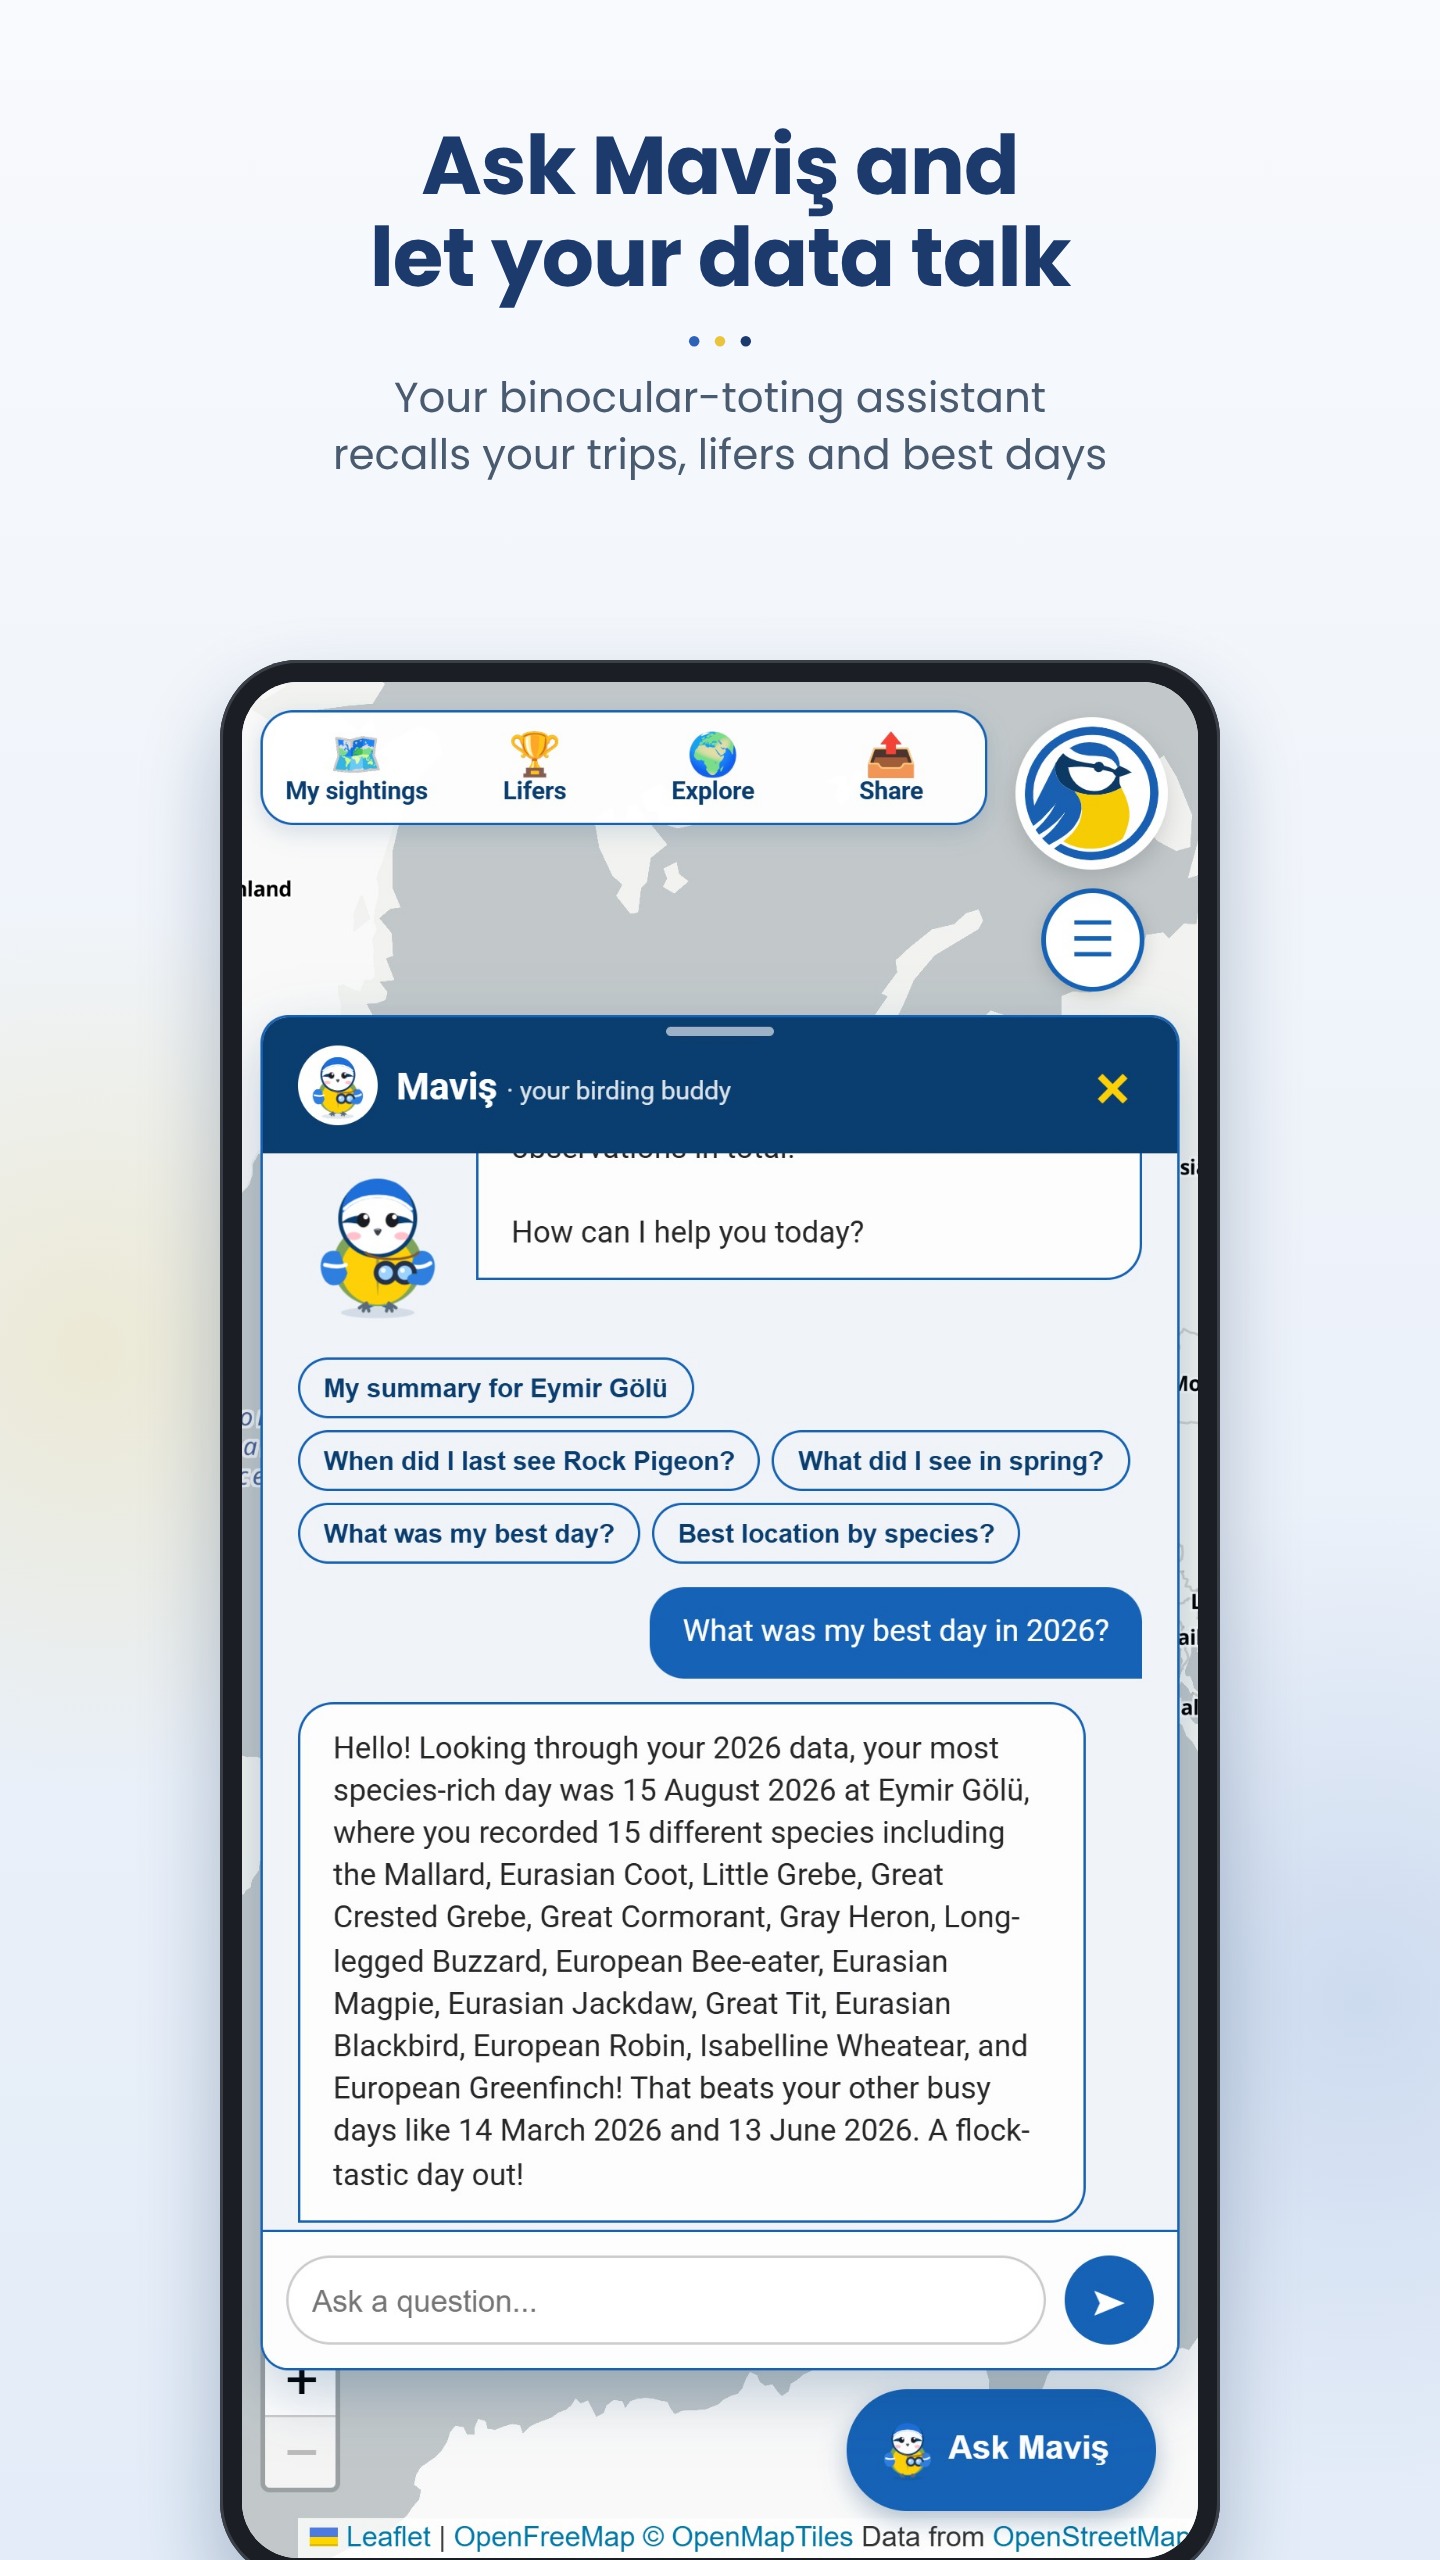 Ask Maviş and
let your data talk
Your binocular-toting assistant
recalls your trips, lifers and best days
My sightings
Lifers
Explore
Share
Maviş · your birding buddy
observations in total!
How can I help you today?
My summary for Eymir Gölü
When did I last see Rock Pigeon?
What did I see in spring?
What was my best day?
Best location by species?
What was my best day in 2026?
Hello! Looking through your 2026 data, your most
species-rich day was 15 August 2026 at Eymir Gölü,
where you recorded 15 different species including
the Mallard, Eurasian Coot, Little Grebe, Great
Crested Grebe, Great Cormorant, Gray Heron, Long-
legged Buzzard, European Bee-eater, Eurasian
Magpie, Eurasian Jackdaw, Great Tit, Eurasian
Blackbird, European Robin, Isabelline Wheatear, and
European Greenfinch! That beats your other busy
days like 14 March 2026 and 13 June 2026. A flock-
tastic day out!
Ask a question...
+
−
Ask Maviş
Leaflet | OpenFreeMap © OpenMapTiles Data from OpenStreetMap